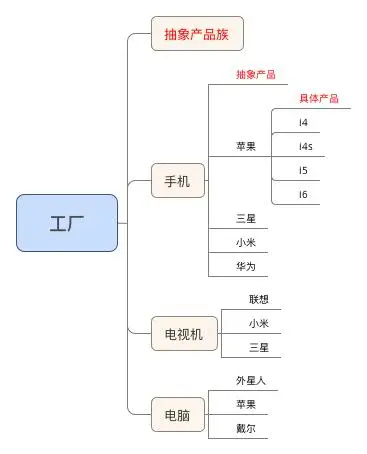 工厂
抽象产品族
手机
抽象产品
苹果
具体产品
I4
I4s
I5
I6
三星
小米
华为
电视机
联想
小米
三星
电脑
外星人
苹果
戴尔